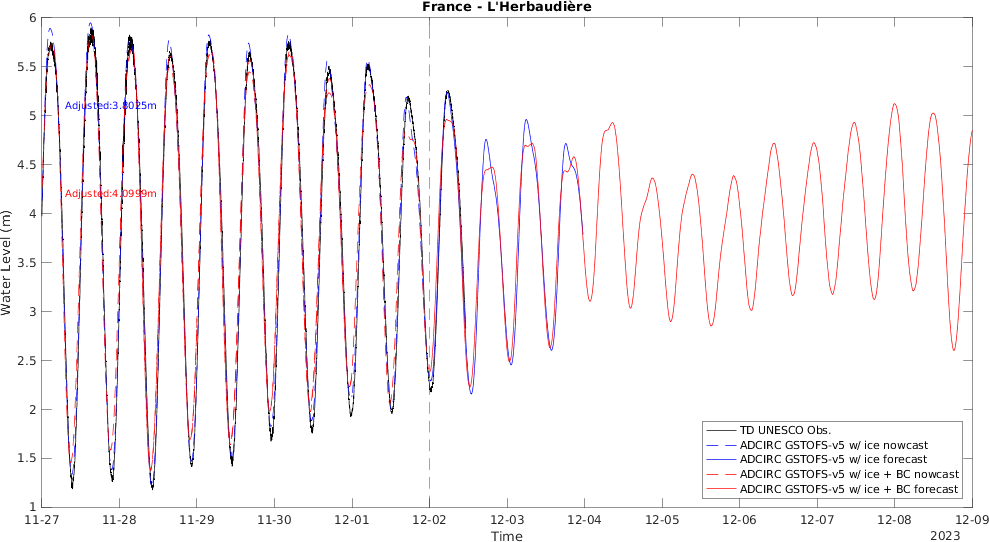 France - L'Herbaudière
6
5.5
5
4.5
4
3.5
3
2.5
2
1.5
1
Water Level (m)
Adjusted:3.8025m
Adjusted:4.0999m
TD UNESCO Obs.
ADCIRC GSTOFS-v5 w/ ice nowcast
ADCIRC GSTOFS-v5 w/ ice forecast
ADCIRC GSTOFS-v5 w/ ice + BC nowcast
ADCIRC GSTOFS-v5 w/ ice + BC forecast
11-27 11-28 11-29 11-30 12-01 12-02 12-03 12-04 12-05 12-06 12-07 12-08 12-09
Time
2023